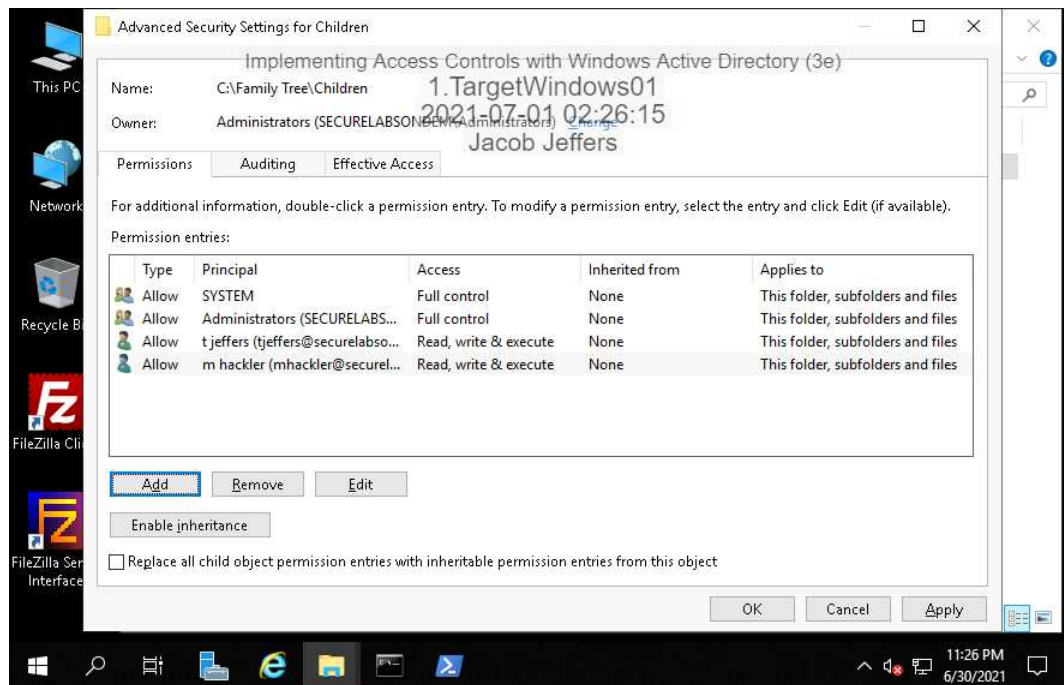 Advanced Security Settings for Children
Implementing Access Controls with Windows Active Directory (3e)
This PC
Name:
C:\Family Tree\Children
1.TargetWindows01
2021-07-01 02:26:15
Owner:
Administrators (SECURELABSONDEM\Administrators)
Change
Jacob Jeffers
Permissions
Auditing
Effective Access
Network
For additional information, double-click a permission entry. To modify a permission entry, select the entry and click Edit (if available).
Permission entries:
Type Principal Access Inherited from Applies to
Allow SYSTEM Full control None This folder, subfolders and files
Allow Administrators (SECURELABS... Full control None This folder, subfolders and files
Allow t jeffers (tjeffers@securelabso... Read, write & execute None This folder, subfolders and files
Allow m hackler (mhackler@securel... Read, write & execute None This folder, subfolders and files
Recycle B
Fz
FileZilla Cli
Add
Remove
Edit
Enable inheritance
Fz
FileZilla Ser
Interface
Replace all child object permission entries with inheritable permission entries from this object
OK
Cancel
Apply
11:26 PM
6/30/2021